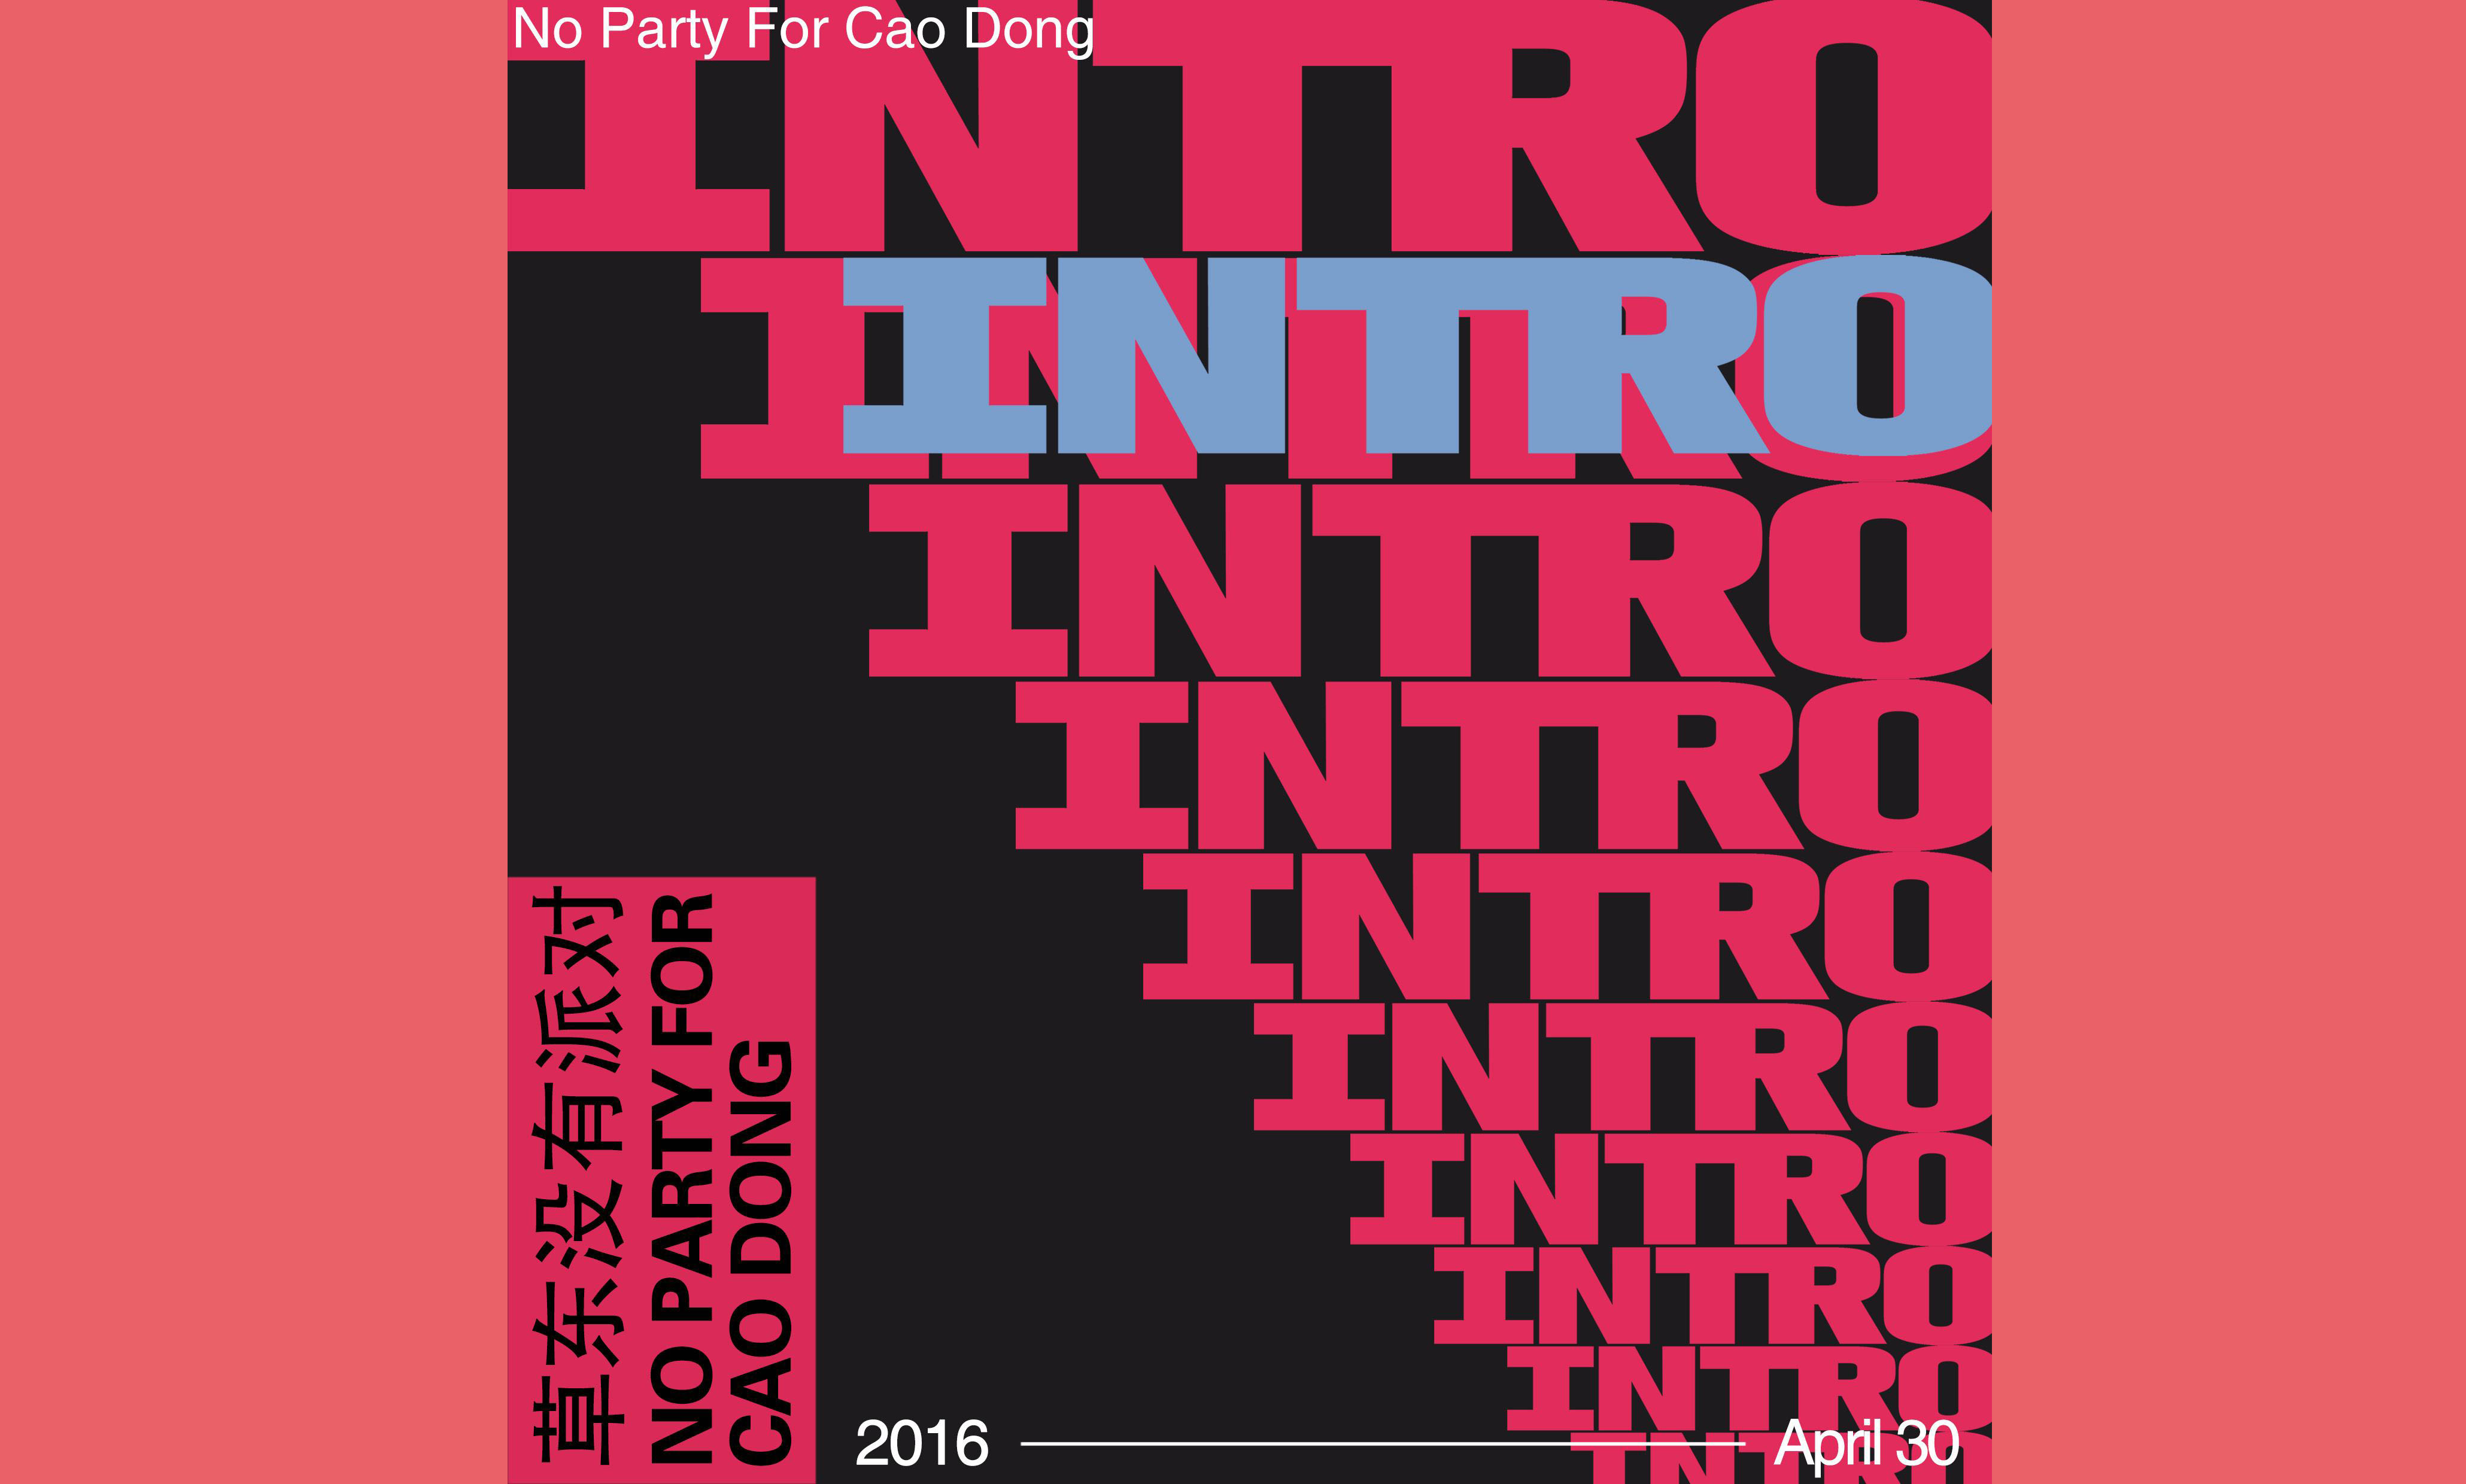 No Party For Cao Dong
INTRO
INTRO
INTRO
INTRO
INTRO
INTRO
INTRO
INTRO
INTRO
INTRO
INTRO
草东没有派对
NO PARTY FOR
CAO DONG
2016
April 30